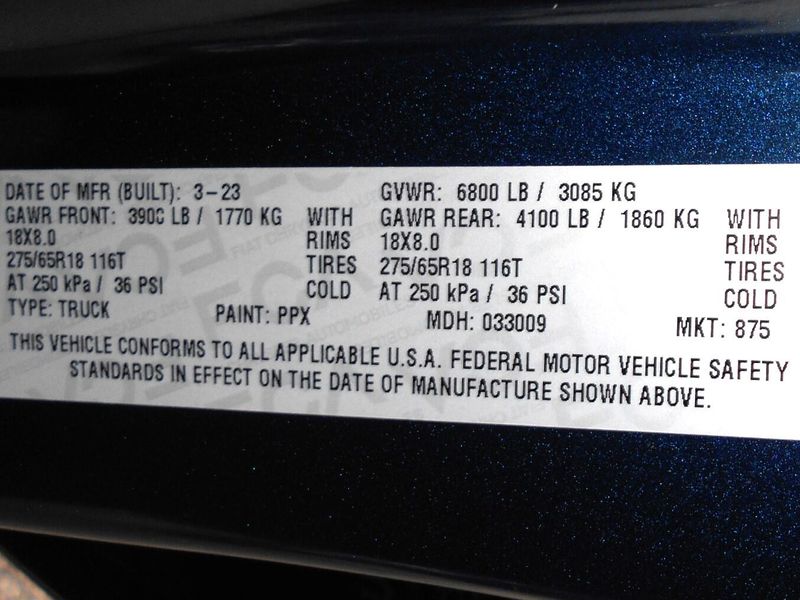 DATE OF MFR (BUILT): 3-23 GVWR: 6800 LB / 3085 KG
GAWR FRONT: 3900 LB / 1770 KG WITH GAWR REAR: 4100 LB / 1860 KG WITH
18X8.0 RIMS 18X8.0 RIMS
275/65R18 116T TIRES 275/65R18 116T TIRES
AT 250 kPa / 36 PSI COLD AT 250 kPa / 36 PSI COLD
TYPE: TRUCK PAINT: PPX MDH: 033009 MKT: 875
THIS VEHICLE CONFORMS TO ALL APPLICABLE U.S.A. FEDERAL MOTOR VEHICLE SAFETY
STANDARDS IN EFFECT ON THE DATE OF MANUFACTURE SHOWN ABOVE.